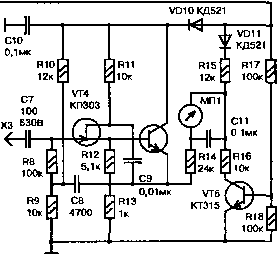 VD10 КД521
C10
0,1мк
VD11
КД521
R10
12к
R11
10к
R15
12к
R17
100к
C7
100
630В
VT4
КП303
МП1
C11
0 1мк
X3
R8
100к
R12
5,1к
C9
0,01мк
R14
24к
R16
10к
R9
10к
C8
4700
R13
1к
VT5
КТ315
R18
100к